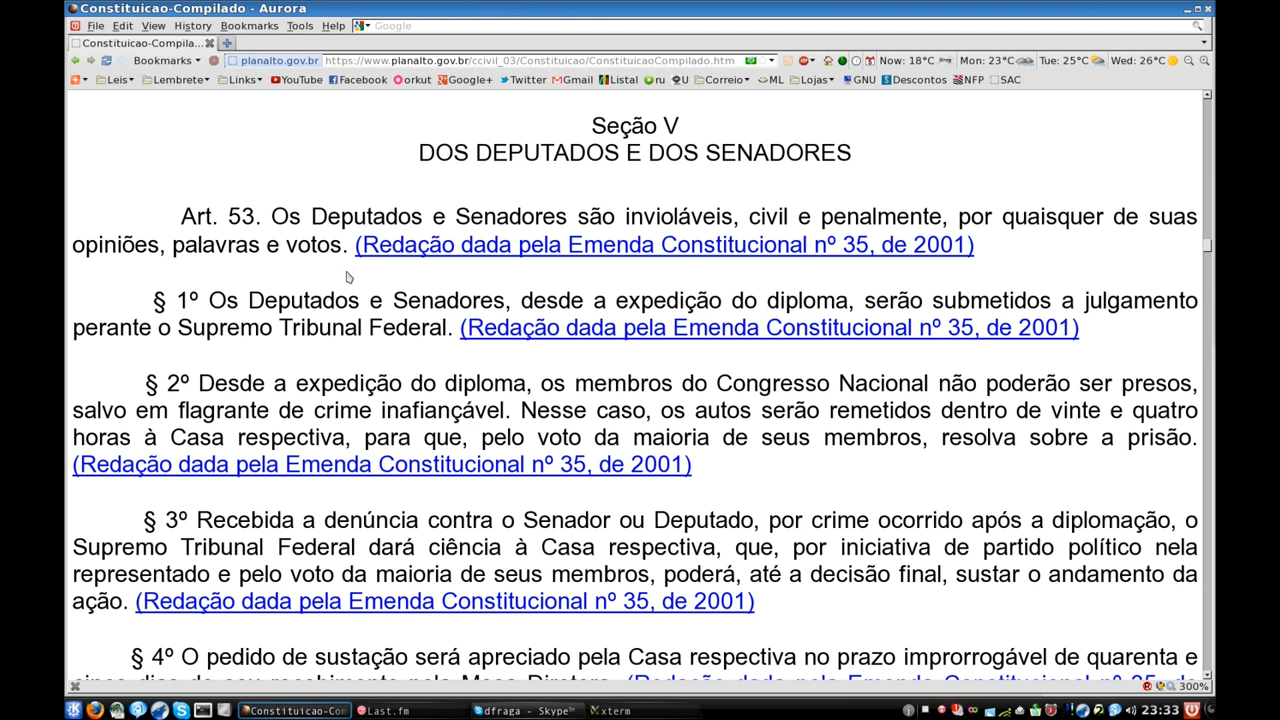 Constituicao-Compilado - Aurora
File Edit View History Bookmarks Tools Help Google
Constituicao-Compila...
Bookmarks planalto.gov.br https://www.planalto.gov.br/ccivil_03/Constituicao/ConstituicaoCompilado.htm Now: 18°C Mon: 23°C Tue: 25°C Wed: 26°C
Leis Lembrete Links YouTube Facebook orkut Google+ Twitter Gmail Listal ru U Correio ML Lojas GNU Descontos NFP SAC
Seção V
DOS DEPUTADOS E DOS SENADORES
Art. 53. Os Deputados e Senadores são invioláveis, civil e penalmente, por quaisquer de suas
opiniões, palavras e votos. (Redação dada pela Emenda Constitucional nº 35, de 2001)
§ 1º Os Deputados e Senadores, desde a expedição do diploma, serão submetidos a julgamento
perante o Supremo Tribunal Federal. (Redação dada pela Emenda Constitucional nº 35, de 2001)
§ 2º Desde a expedição do diploma, os membros do Congresso Nacional não poderão ser presos,
salvo em flagrante de crime inafiançável. Nesse caso, os autos serão remetidos dentro de vinte e quatro
horas à Casa respectiva, para que, pelo voto da maioria de seus membros, resolva sobre a prisão.
(Redação dada pela Emenda Constitucional nº 35, de 2001)
§ 3º Recebida a denúncia contra o Senador ou Deputado, por crime ocorrido após a diplomação, o
Supremo Tribunal Federal dará ciência à Casa respectiva, que, por iniciativa de partido político nela
representado e pelo voto da maioria de seus membros, poderá, até a decisão final, sustar o andamento da
ação. (Redação dada pela Emenda Constitucional nº 35, de 2001)
§ 4º O pedido de sustação será apreciado pela Casa respectiva no prazo improrrogável de quarenta e
300%
Constituicao-Com Last.fm dfraga - Skype™ xterm 23:33